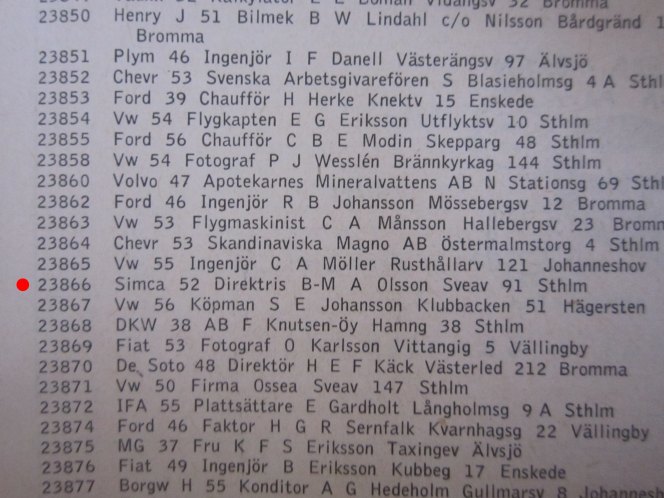 23850 Henry J 51 Bilmek B W Lindahl c/o Nilsson Bårdgränd
Bromma
23851 Plym 46 Ingenjör I F Danell Västerängsv 97 Älvsjö
23852 Chevr 53 Svenska Arbetsgivarefören S Blasieholmsg 4 A Sthl
23853 Ford 39 Chaufför H Herke Knektv 15 Enskede
23854 Vw 54 Flygkapten E G Eriksson Utflyktsv 10 Sthlm
23855 Ford 56 Chaufför C B E Modin Skepparg 48 Sthlm
23858 Vw 54 Fotograf P J Wesslén Brännkyrkag 144 Sthlm
23860 Volvo 47 Apotekarnes Mineralvattens AB N Stationsg 69 Sthl
23862 Ford 46 Ingenjör R B Johansson Mössebergsv 12 Bromma
23863 Vw 53 Flygmaskinist C A Månsson Hallebergsv 23 Bromm
23864 Chevr 53 Skandinaviska Magno AB Östermalmstorg 4 Sthlm
23865 Vw 55 Ingenjör C A Möller Rusthållarv 121 Johanneshov
23866 Simca 52 Direktris B-M A Olsson Sveav 91 Sthlm
23867 Vw 56 Köpman S E Johansson Klubbacken 51 Hägersten
23868 DKW 38 AB F Knutsen-Öy Hamng 38 Sthlm
23869 Fiat 53 Fotograf O Karlsson Vittangig 5 Vällingby
23870 De Soto 48 Direktör H E F Käck Västerled 212 Bromma
23871 Vw 50 Firma Ossea Sveav 147 Sthlm
23872 IFA 55 Plattsättare E Gardholt Långholmsg 9 A Sthlm
23874 Ford 46 Faktor H G R Sernfalk Kvarnhagsg 22 Vällingby
23875 MG 37 Fru K F S Eriksson Taxingev Älvsjö
23876 Fiat 49 Ingenjör B Eriksson Kubbeg 17 Enskede
23877 Borgw H 55 Konditor A G Hedeholm Gullmarsv 8